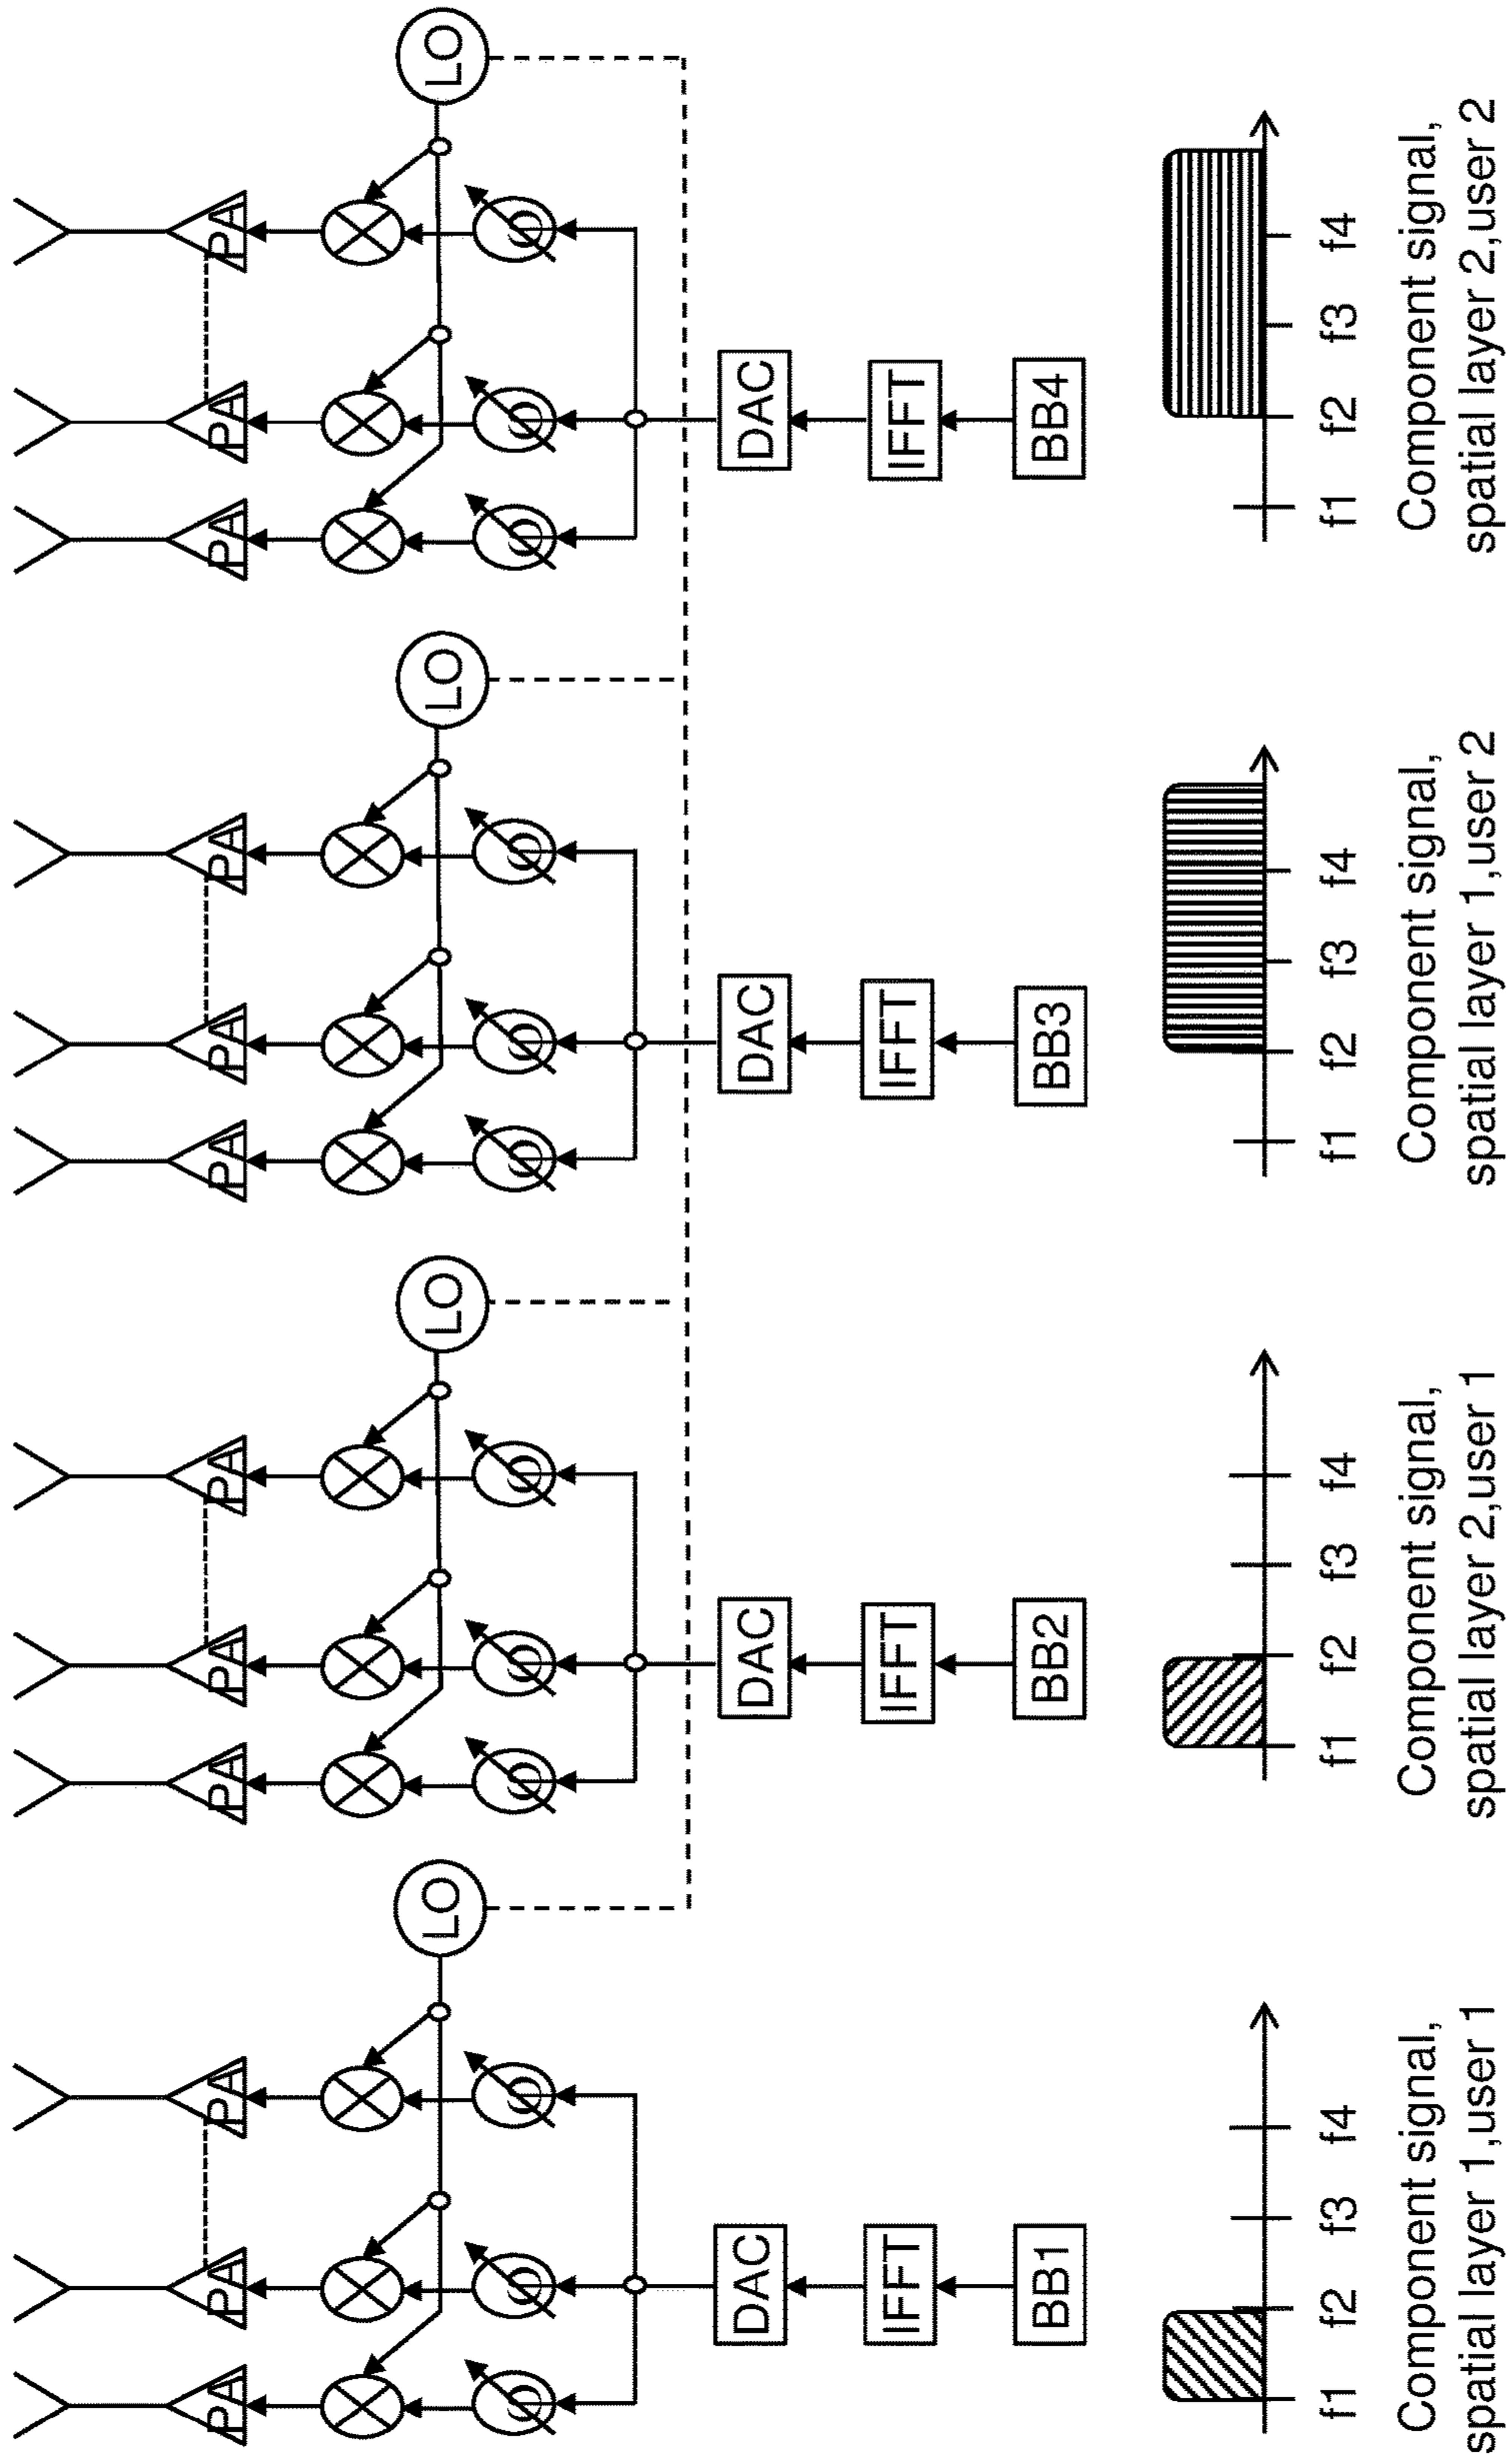 PA PA PA PA PA PA PA PA PA PA PA PA
LO LO LO LO
φ φ φ φ φ φ φ φ φ φ φ φ
DAC DAC DAC DAC
IFFT IFFT IFFT IFFT
BB1 BB2 BB3 BB4
f1 f2 f3 f4 f1 f2 f3 f4 f1 f2 f3 f4 f1 f2 f3 f4
Component signal,
spatial layer 1,user 1
Component signal,
spatial layer 2,user 1
Component signal,
spatial layer 1,user 2
Component signal,
spatial layer 2,user 2